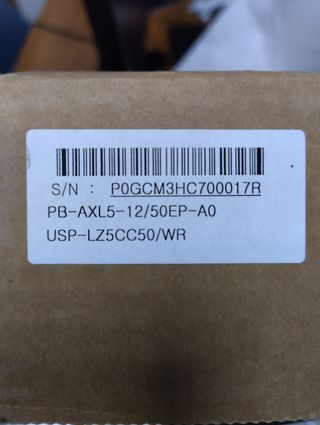 S/N : P0GCM3HC700017R
PB-AXL5-12/50EP-A0
USP-LZ5CC50/WR